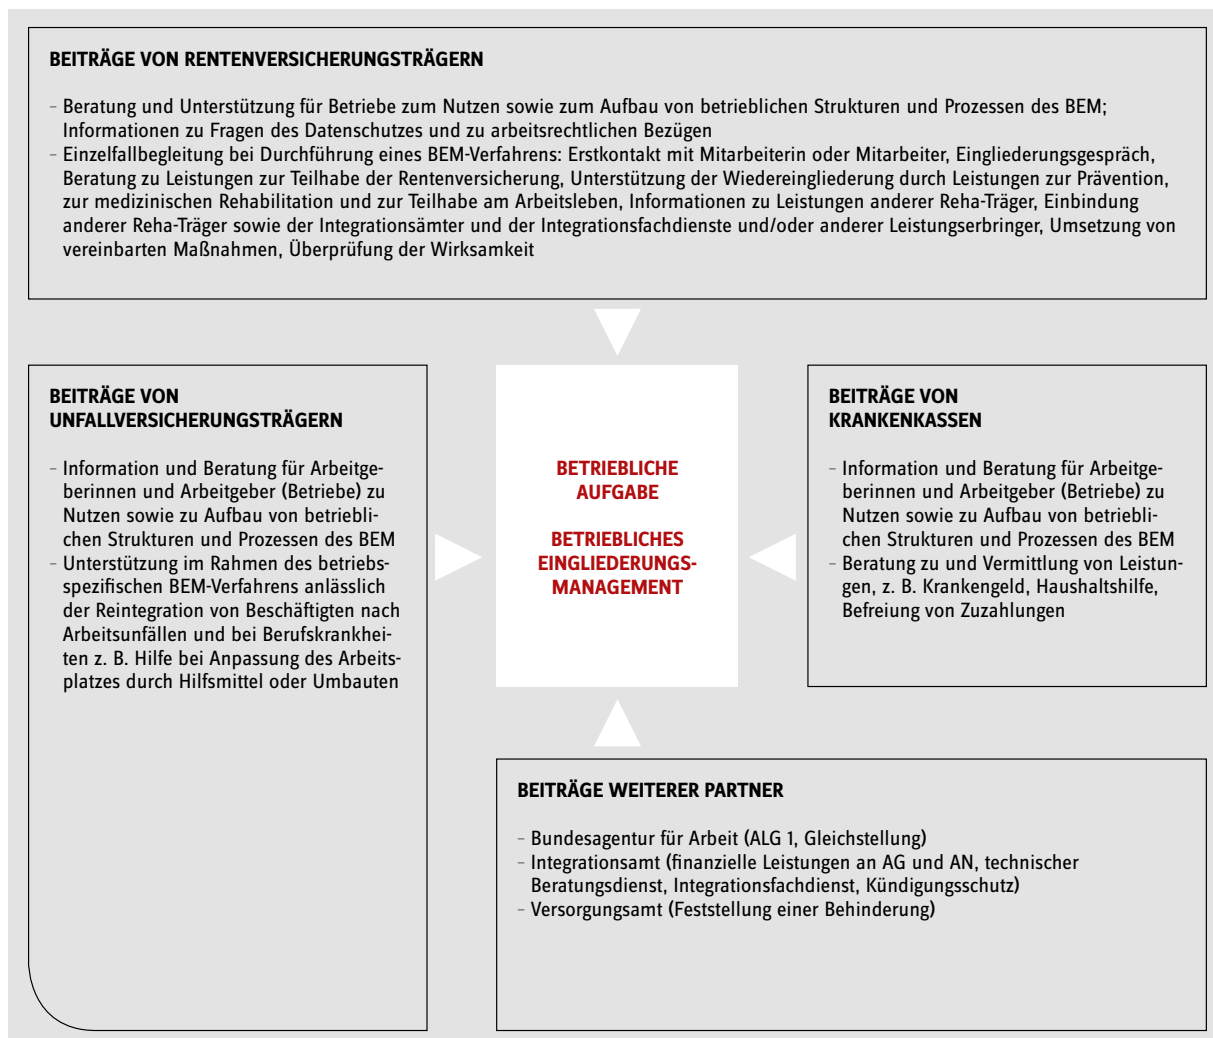 BEITRÄGE VON RENTENVERSICHERUNGSTRÄGERN
– Beratung und Unterstützung für Betriebe zum Nutzen sowie zum Aufbau von betrieblichen Strukturen und Prozessen des BEM;
Informationen zu Fragen des Datenschutzes und zu arbeitsrechtlichen Bezügen
– Einzelfallbegleitung bei Durchführung eines BEM-Verfahrens: Erstkontakt mit Mitarbeiterin oder Mitarbeiter, Eingliederungsgespräch,
Beratung zu Leistungen zur Teilhabe der Rentenversicherung, Unterstützung der Wiedereingliederung durch Leistungen zur Prävention,
zur medizinischen Rehabilitation und zur Teilhabe am Arbeitsleben, Informationen zu Leistungen anderer Reha-Träger, Einbindung
anderer Reha-Träger sowie der Integrationsämter und der Integrationsfachdienste und/oder anderer Leistungserbringer, Umsetzung von
vereinbarten Maßnahmen, Überprüfung der Wirksamkeit
BEITRÄGE VON
UNFALLVERSICHERUNGSTRÄGERN
– Information und Beratung für Arbeitge-
berinnen und Arbeitgeber (Betriebe) zu
Nutzen sowie zu Aufbau von betriebli-
chen Strukturen und Prozessen des BEM
– Unterstützung im Rahmen des betriebs-
spezifischen BEM-Verfahrens anlässlich
der Reintegration von Beschäftigten nach
Arbeitsunfällen und bei Berufskrankhei-
ten z. B. Hilfe bei Anpassung des Arbeits-
platzes durch Hilfsmittel oder Umbauten
BETRIEBLICHE
AUFGABE
BETRIEBLICHES
EINGLIEDERUNGS-
MANAGEMENT
BEITRÄGE VON
KRANKENKASSEN
– Information und Beratung für Arbeitge-
berinnen und Arbeitgeber (Betriebe) zu
Nutzen sowie zu Aufbau von betriebli-
chen Strukturen und Prozessen des BEM
– Beratung zu und Vermittlung von Leistun-
gen, z. B. Krankengeld, Haushaltshilfe,
Befreiung von Zuzahlungen
BEITRÄGE WEITERER PARTNER
– Bundesagentur für Arbeit (ALG 1, Gleichstellung)
– Integrationsamt (finanzielle Leistungen an AG und AN, technischer
Beratungsdienst, Integrationsfachdienst, Kündigungsschutz)
– Versorgungsamt (Feststellung einer Behinderung)